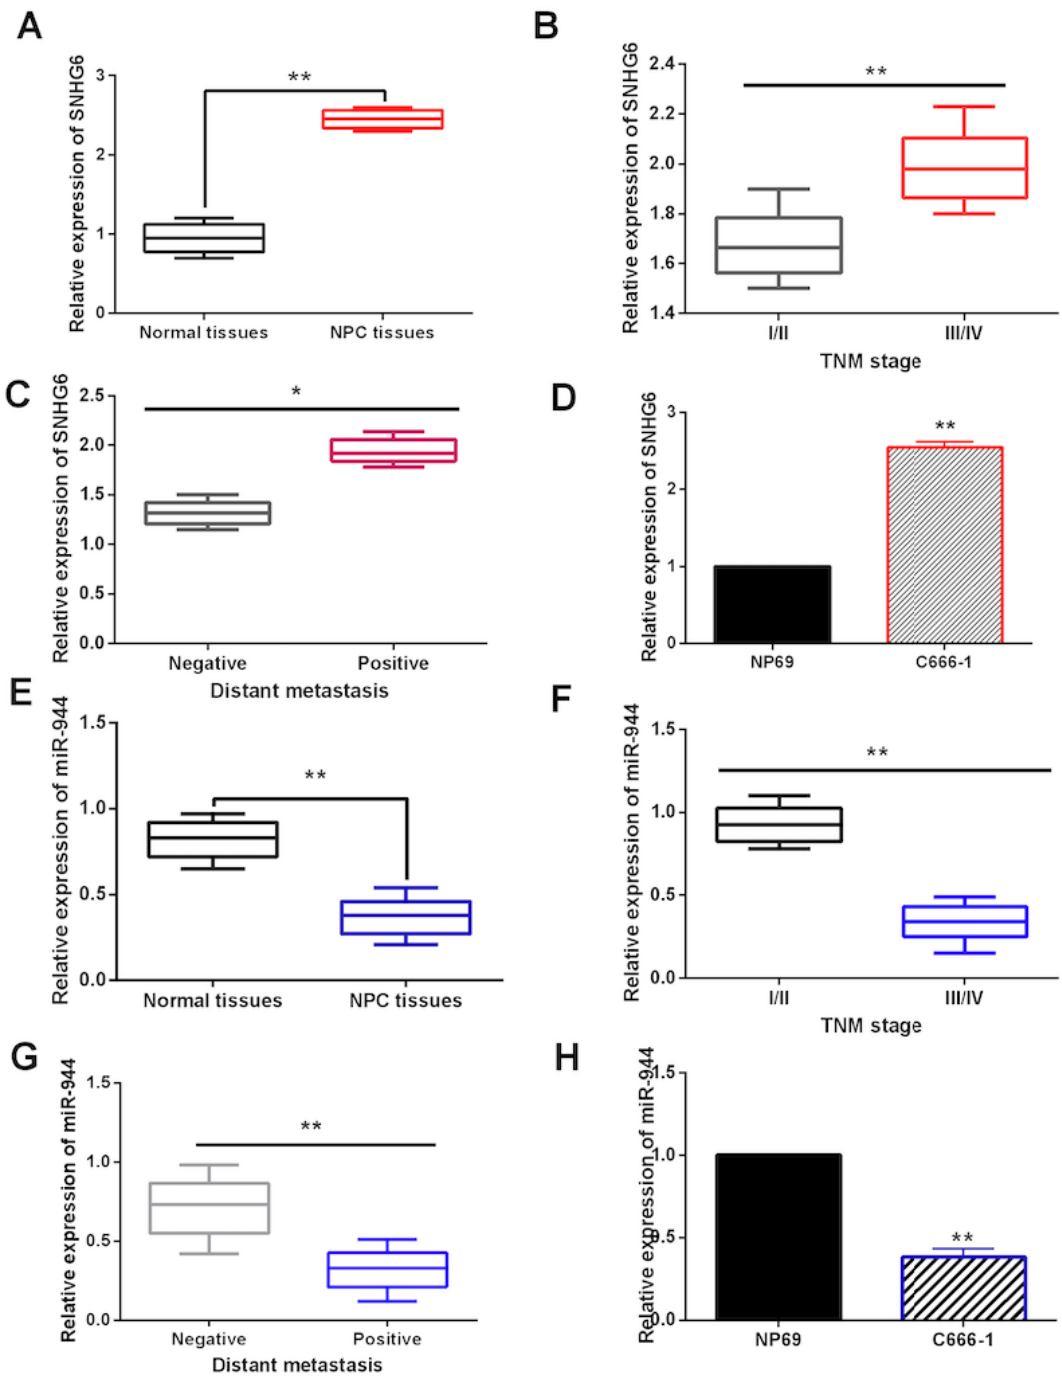 A
Relative expression of SNHG6
3
2
1
0
**
Normal tissues
NPC tissues
B
Relative expression of SNHG6
2.4
2.2
2.0
1.8
1.6
1.4
**
I/II
III/IV
TNM stage
C
Relative expression of SNHG6
2.5
2.0
1.5
1.0
0.5
0.0
*
Negative
Positive
Distant metastasis
D
Relative expression of SNHG6
3
2
1
0
**
NP69
C666-1
E
Relative expression of miR-944
1.5
1.0
0.5
0.0
**
Normal tissues
NPC tissues
F
Relative expression of miR-944
1.5
1.0
0.5
0.0
**
I/II
III/IV
TNM stage
G
Relative expression of miR-944
1.5
1.0
0.5
0.0
**
Negative
Positive
Distant metastasis
H
Relative expression of miR-944
1.5
1.0
0.5
0.0
**
NP69
C666-1